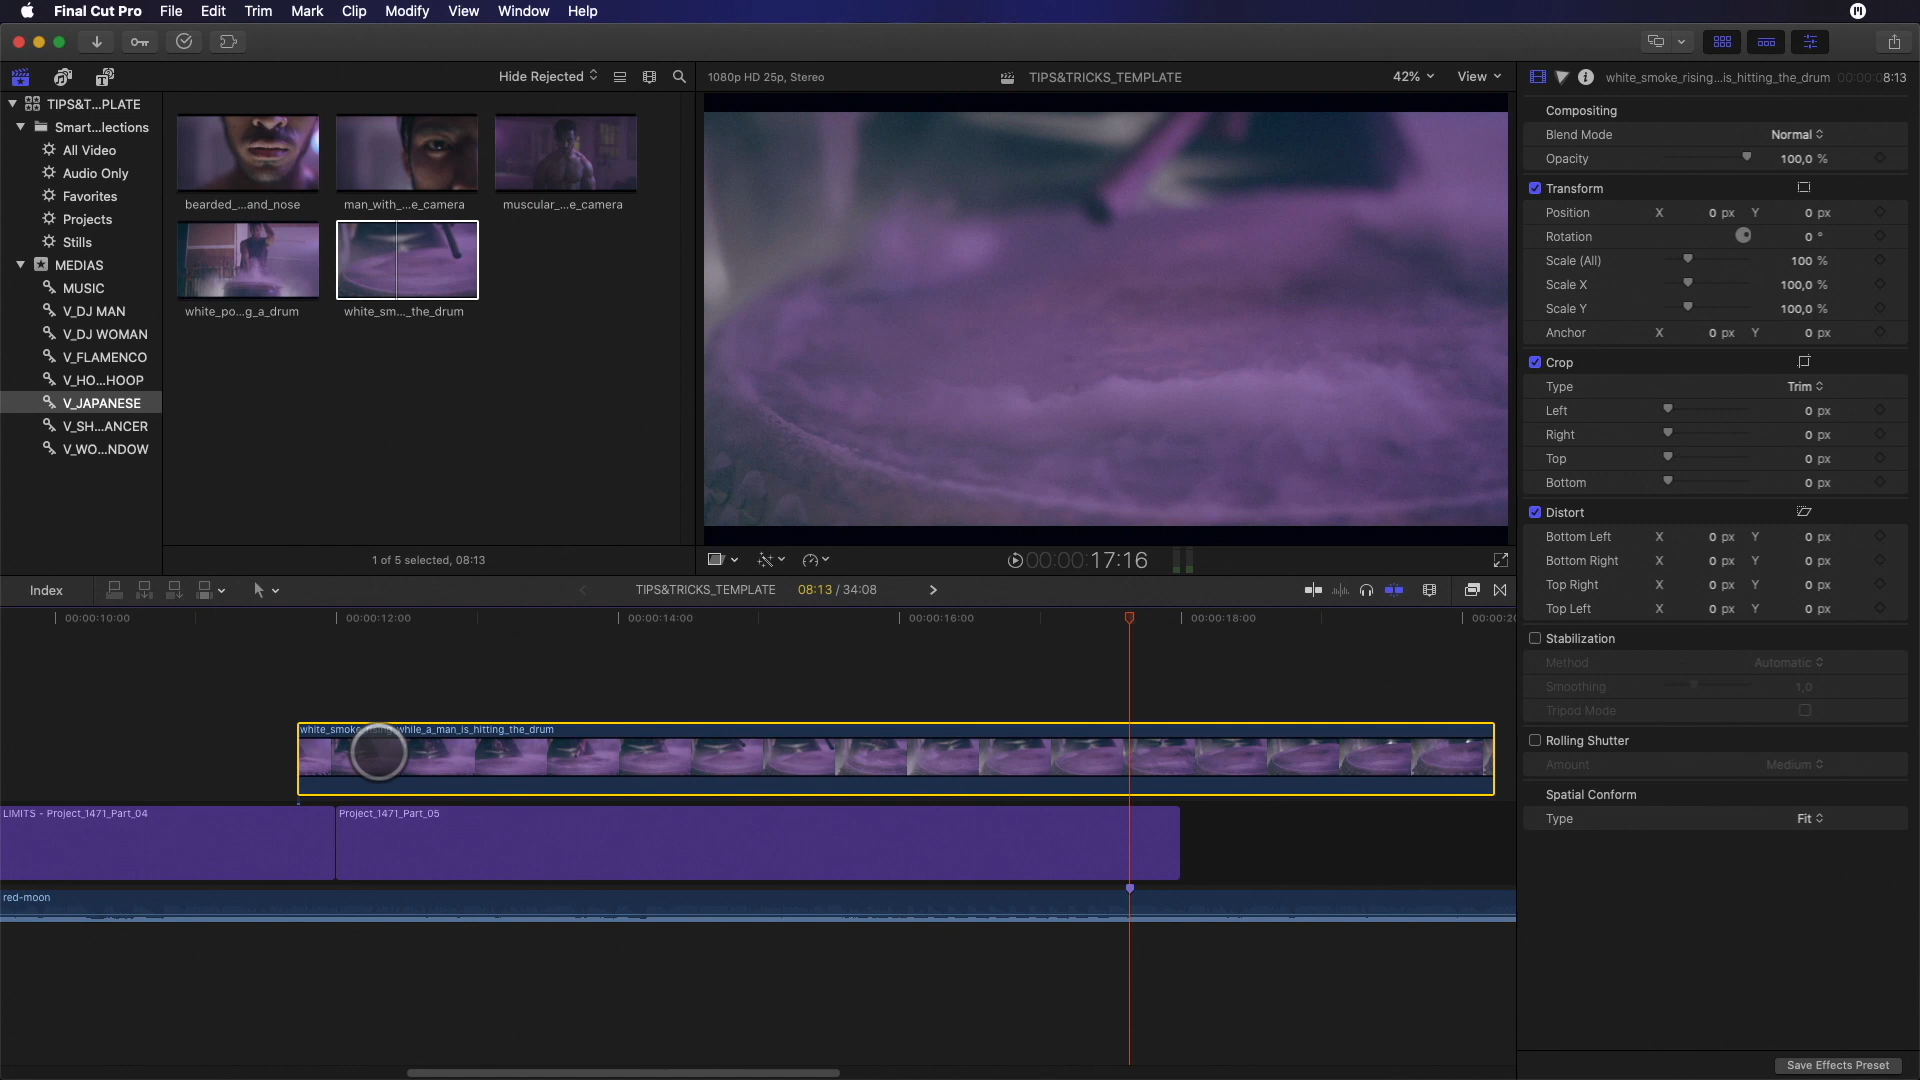 Final Cut Pro File Edit Trim Mark Clip Modify View Window Help
Hide Rejected
1080p HD 25p, Stereo
TIPS&TRICKS_TEMPLATE
42%
View
white_smoke_rising...is_hitting_the_drum
00:00:08:13
TIPS&T...PLATE
Smart...lections
All Video
Audio Only
Favorites
Projects
Stills
MEDIAS
MUSIC
V_DJ MAN
V_DJ WOMAN
V_FLAMENCO
V_HO...HOOP
V_JAPANESE
V_SH...ANCER
V_WO...NDOW
bearded_...and_nose
man_with_...e_camera
muscular_...e_camera
white_po...g_a_drum
white_sm..._the_drum
1 of 5 selected, 08:13
00:00:00:17:16
Compositing
Blend Mode Normal
Opacity 100,0 %
Transform
Position X 0 px Y 0 px
Rotation 0 °
Scale (All) 100 %
Scale X 100,0 %
Scale Y 100,0 %
Anchor X 0 px Y 0 px
Crop
Type Trim
Left 0 px
Right 0 px
Top 0 px
Bottom 0 px
Distort
Bottom Left X 0 px Y 0 px
Bottom Right X 0 px Y 0 px
Top Right X 0 px Y 0 px
Top Left X 0 px Y 0 px
Stabilization
Method Automatic
Smoothing 1,0
Tripod Mode
Rolling Shutter
Amount Medium
Spatial Conform
Type Fit
Save Effects Preset
Index
TIPS&TRICKS_TEMPLATE
08:13 / 34:08
00:00:10:00
00:00:12:00
00:00:14:00
00:00:16:00
00:00:18:00
LIMITS - Project_1471_Part_04
Project_1471_Part_05
red-moon